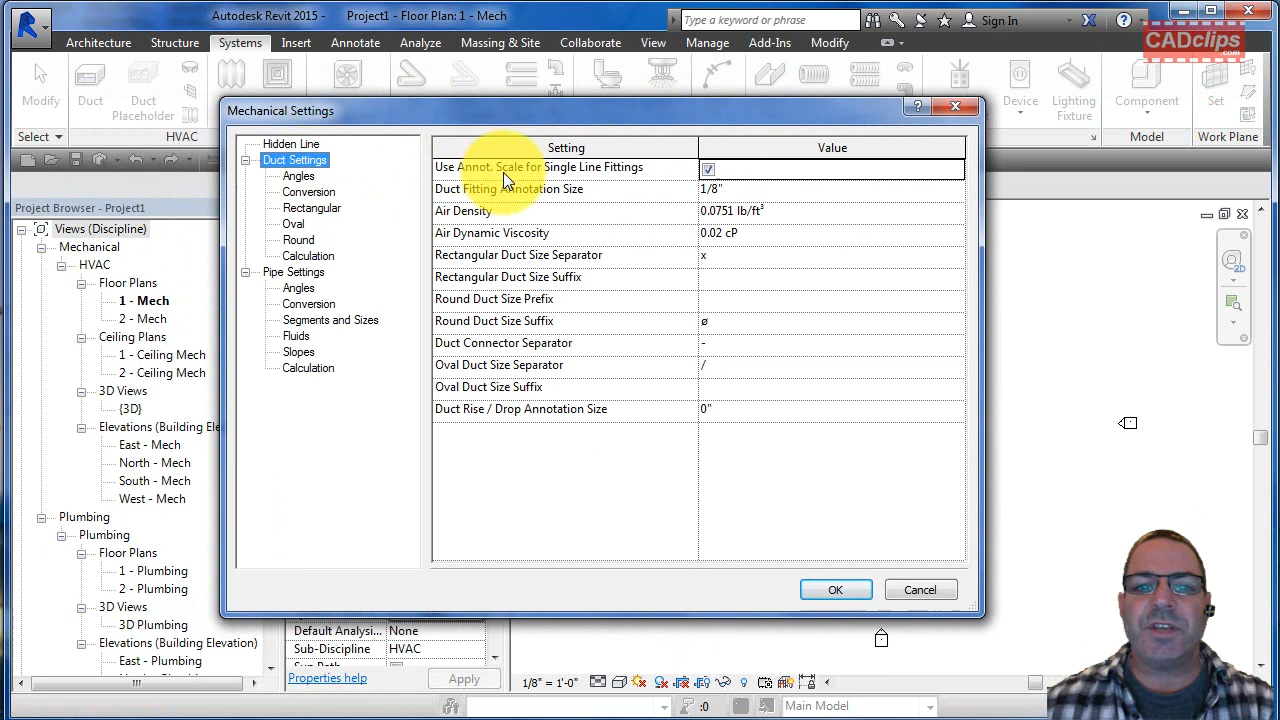 Autodesk Revit 2015 - Project1 - Floor Plan: 1 - Mech
Type a keyword or phrase
Sign In
CADclips
.com
Architecture Structure Systems Insert Annotate Analyze Massing & Site Collaborate View Manage Add-Ins Modify
Modify Duct Duct Placeholder Device Lighting Fixture Component Set
Select HVAC Model Work Plane
Project Browser - Project1
Views (Discipline)
Mechanical
HVAC
Floor Plans
1 - Mech
2 - Mech
Ceiling Plans
1 - Ceiling Mech
2 - Ceiling Mech
3D Views
{3D}
Elevations (Building Ele
East - Mech
North - Mech
South - Mech
West - Mech
Plumbing
Plumbing
Floor Plans
1 - Plumbing
2 - Plumbing
3D Views
3D Plumbing
Elevations (Building Elevation)
East - Plumbing
Mechanical Settings
Hidden Line
Duct Settings
Angles
Conversion
Rectangular
Oval
Round
Calculation
Pipe Settings
Angles
Conversion
Segments and Sizes
Fluids
Slopes
Calculation
Setting Value
Use Annot. Scale for Single Line Fittings
Duct Fitting Annotation Size 1/8"
Air Density 0.0751 lb/ft³
Air Dynamic Viscosity 0.02 cP
Rectangular Duct Size Separator x
Rectangular Duct Size Suffix
Round Duct Size Prefix
Round Duct Size Suffix ø
Duct Connector Separator -
Oval Duct Size Separator /
Oval Duct Size Suffix
Duct Rise / Drop Annotation Size 0"
OK Cancel
Default Analysi... None
Sub-Discipline HVAC
Properties help Apply
1/8" = 1'-0"
:0 Main Model
2D